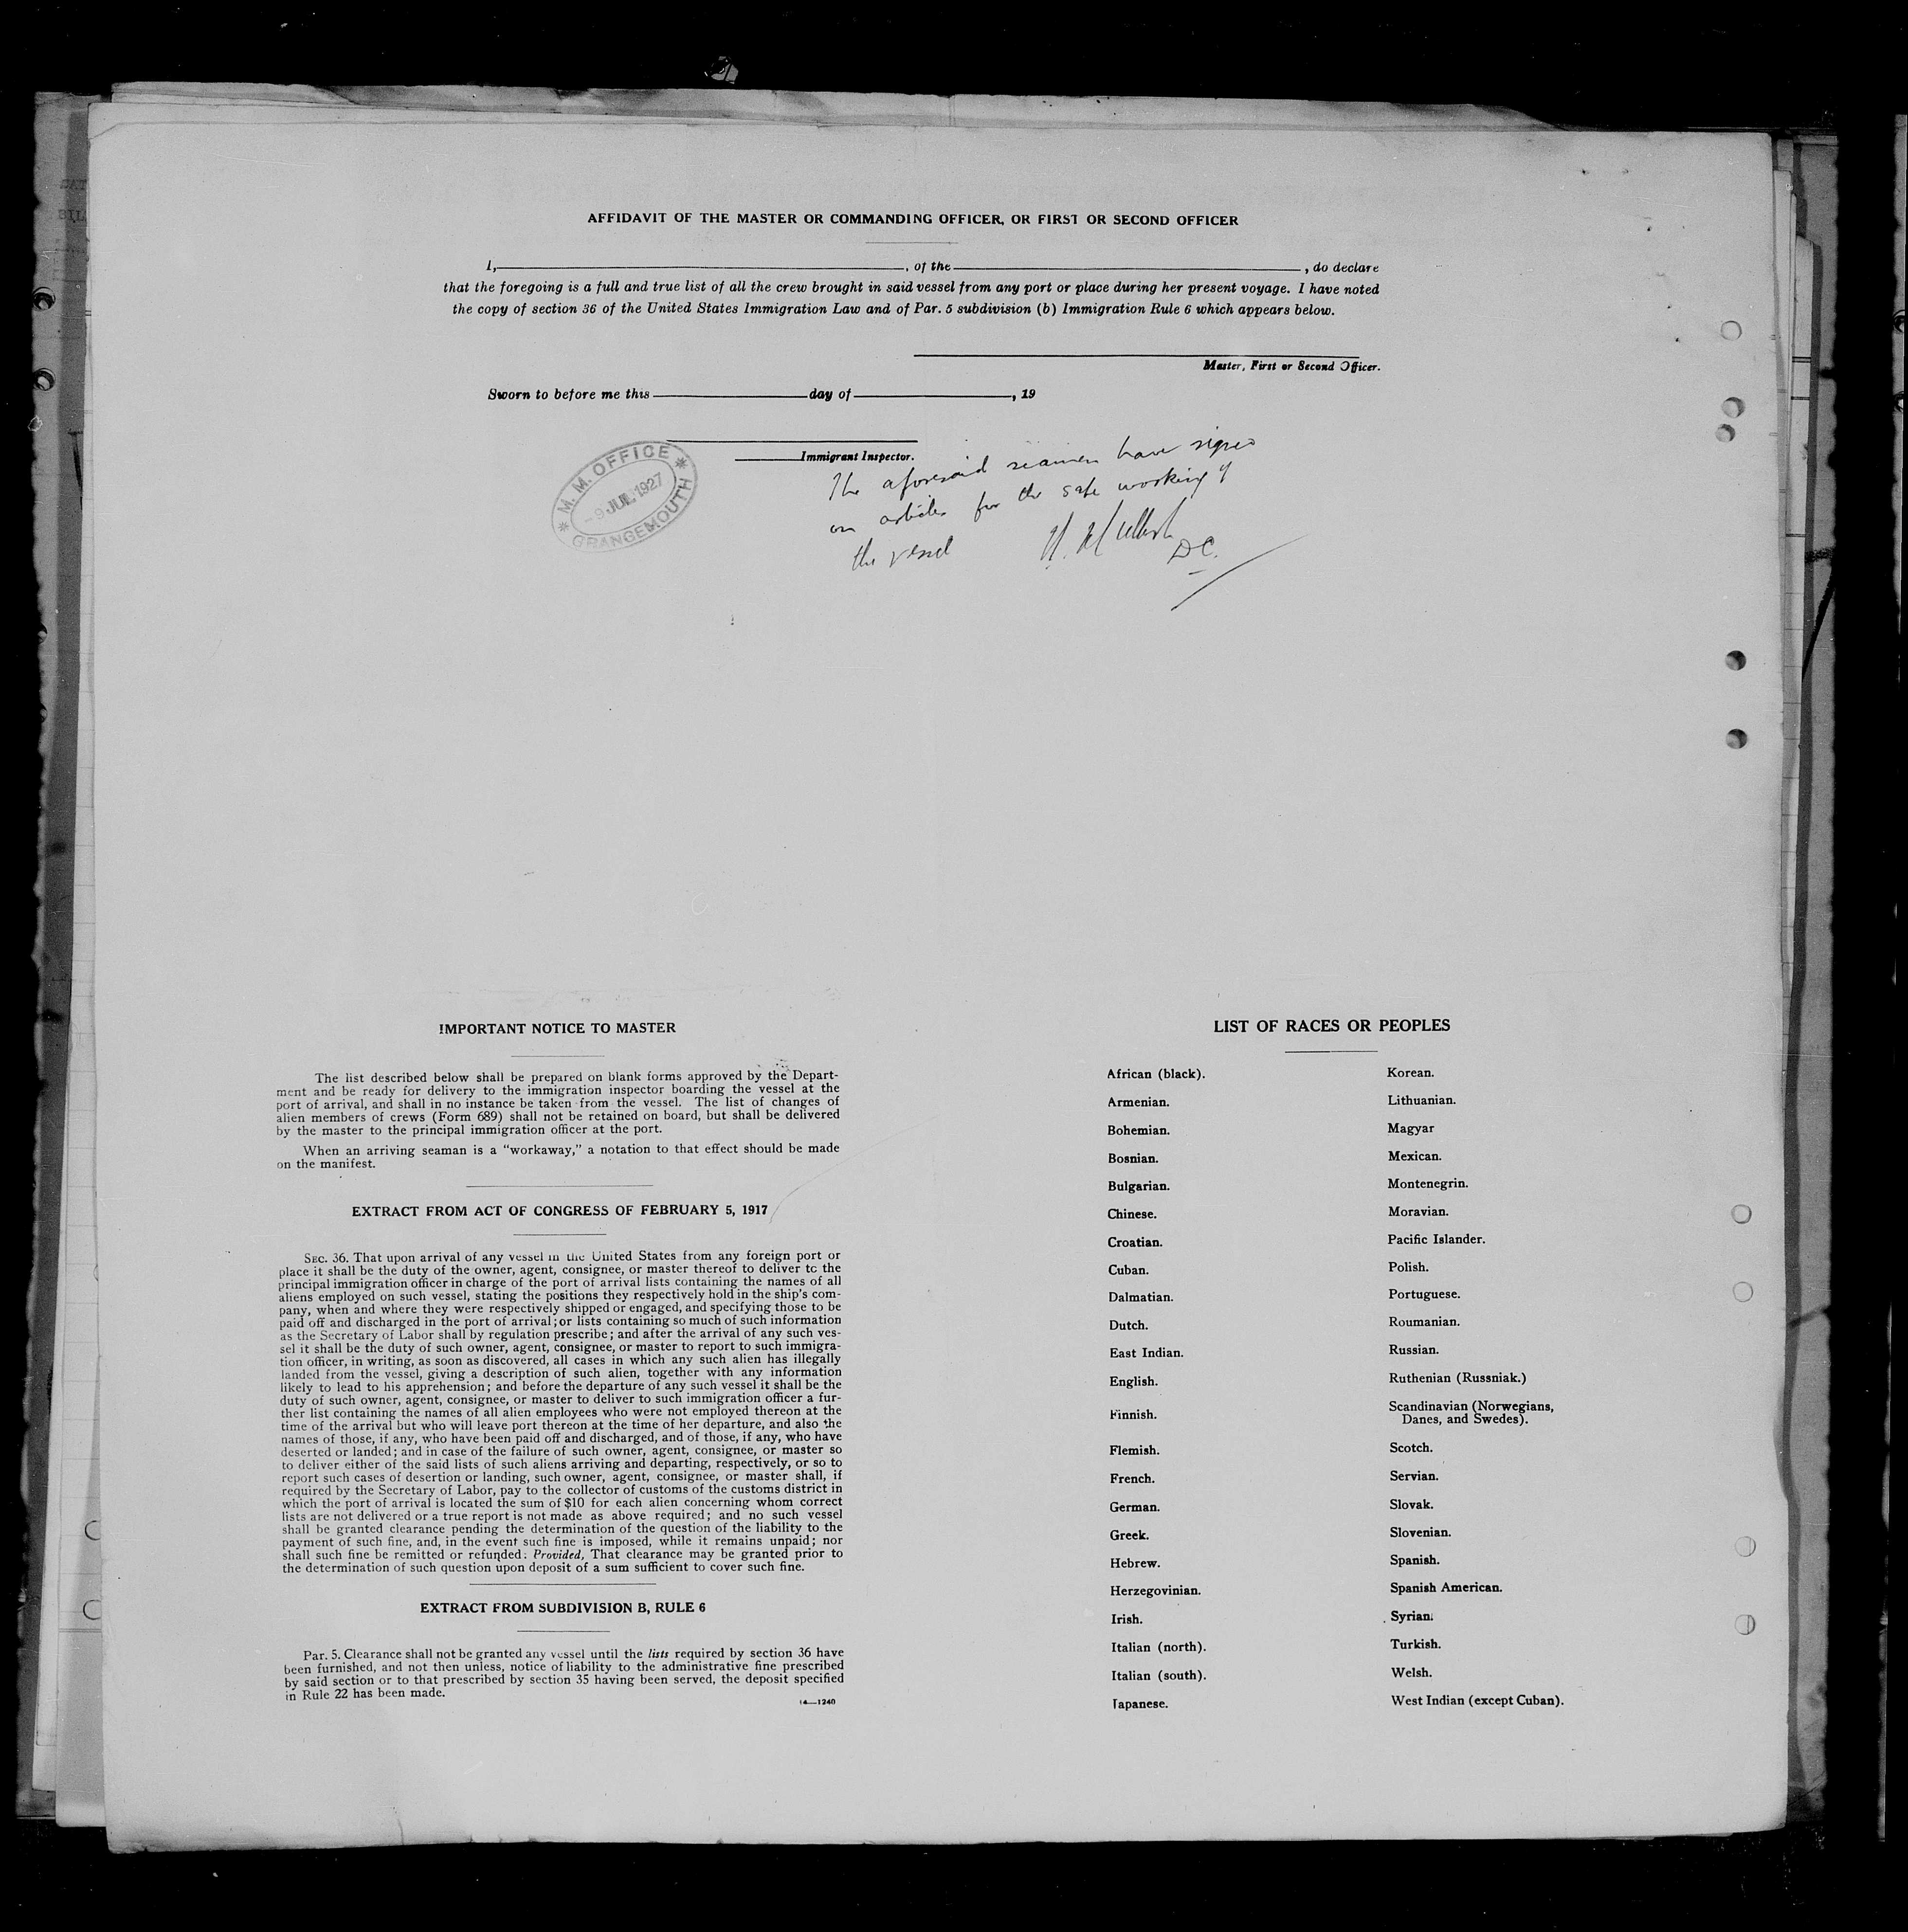 AFFIDAVIT OF THE MASTER OR COMMANDING OFFICER, OR FIRST OR SECOND OFFICER
I, , of the , do declare
that the foregoing is a full and true list of all the crew brought in said vessel from any port or place during her present voyage. I have noted
the copy of section 36 of the United States Immigration Law and of Par. 5 subdivision (b) Immigration Rule 6 which appears below.
Master, First or Second Officer.
Sworn to before me this day of , 19
Immigrant Inspector.
M. M. OFFICE
-9 JUL 1927
GRANGEMOUTH
The aforesaid seamen have signed
on articles for the safe working of
the vessel
D.C.
IMPORTANT NOTICE TO MASTER
The list described below shall be prepared on blank forms approved by the Depart-
ment and be ready for delivery to the immigration inspector boarding the vessel at the
port of arrival, and shall in no instance be taken from the vessel. The list of changes of
alien members of crews (Form 689) shall not be retained on board, but shall be delivered
by the master to the principal immigration officer at the port.
When an arriving seaman is a "workaway," a notation to that effect should be made
on the manifest.
EXTRACT FROM ACT OF CONGRESS OF FEBRUARY 5, 1917
SEC. 36. That upon arrival of any vessel in the United States from any foreign port or
place it shall be the duty of the owner, agent, consignee, or master thereof to deliver to the
principal immigration officer in charge of the port of arrival lists containing the names of all
aliens employed on such vessel, stating the positions they respectively hold in the ship's com-
pany, when and where they were respectively shipped or engaged, and specifying those to be
paid off and discharged in the port of arrival; or lists containing so much of such information
as the Secretary of Labor shall by regulation prescribe; and after the arrival of any such ves-
sel it shall be the duty of such owner, agent, consignee, or master to report to such immigra-
tion officer, in writing, as soon as discovered, all cases in which any such alien has illegally
landed from the vessel, giving a description of such alien, together with any information
likely to lead to his apprehension; and before the departure of any such vessel it shall be the
duty of such owner, agent, consignee, or master to deliver to such immigration officer a fur-
ther list containing the names of all alien employees who were not employed thereon at the
time of the arrival but who will leave port thereon at the time of her departure, and also the
names of those, if any, who have been paid off and discharged, and of those, if any, who have
deserted or landed; and in case of the failure of such owner, agent, consignee, or master so
to deliver either of the said lists of such aliens arriving and departing, respectively, or so to
report such cases of desertion or landing, such owner, agent, consignee, or master shall, if
required by the Secretary of Labor, pay to the collector of customs of the customs district in
which the port of arrival is located the sum of $10 for each alien concerning whom correct
lists are not delivered or a true report is not made as above required; and no such vessel
shall be granted clearance pending the determination of the question of the liability to the
payment of such fine, and, in the event such fine is imposed, while it remains unpaid; nor
shall such fine be remitted or refunded: Provided, That clearance may be granted prior to
the determination of such question upon deposit of a sum sufficient to cover such fine.
EXTRACT FROM SUBDIVISION B, RULE 6
Par. 5. Clearance shall not be granted any vessel until the lists required by section 36 have
been furnished, and not then unless, notice of liability to the administrative fine prescribed
by said section or to that prescribed by section 35 having been served, the deposit specified
in Rule 22 has been made.
14—1240
LIST OF RACES OR PEOPLES
African (black).
Armenian.
Bohemian.
Bosnian.
Bulgarian.
Chinese.
Croatian.
Cuban.
Dalmatian.
Dutch.
East Indian.
English.
Finnish.
Flemish.
French.
German.
Greek.
Hebrew.
Herzegovinian.
Irish.
Italian (north).
Italian (south).
Japanese.
Korean.
Lithuanian.
Magyar
Mexican.
Montenegrin.
Moravian.
Pacific Islander.
Polish.
Portuguese.
Roumanian.
Russian.
Ruthenian (Russniak.)
Scandinavian (Norwegians,
Danes, and Swedes).
Scotch.
Servian.
Slovak.
Slovenian.
Spanish.
Spanish American.
Syrian.
Turkish.
Welsh.
West Indian (except Cuban).